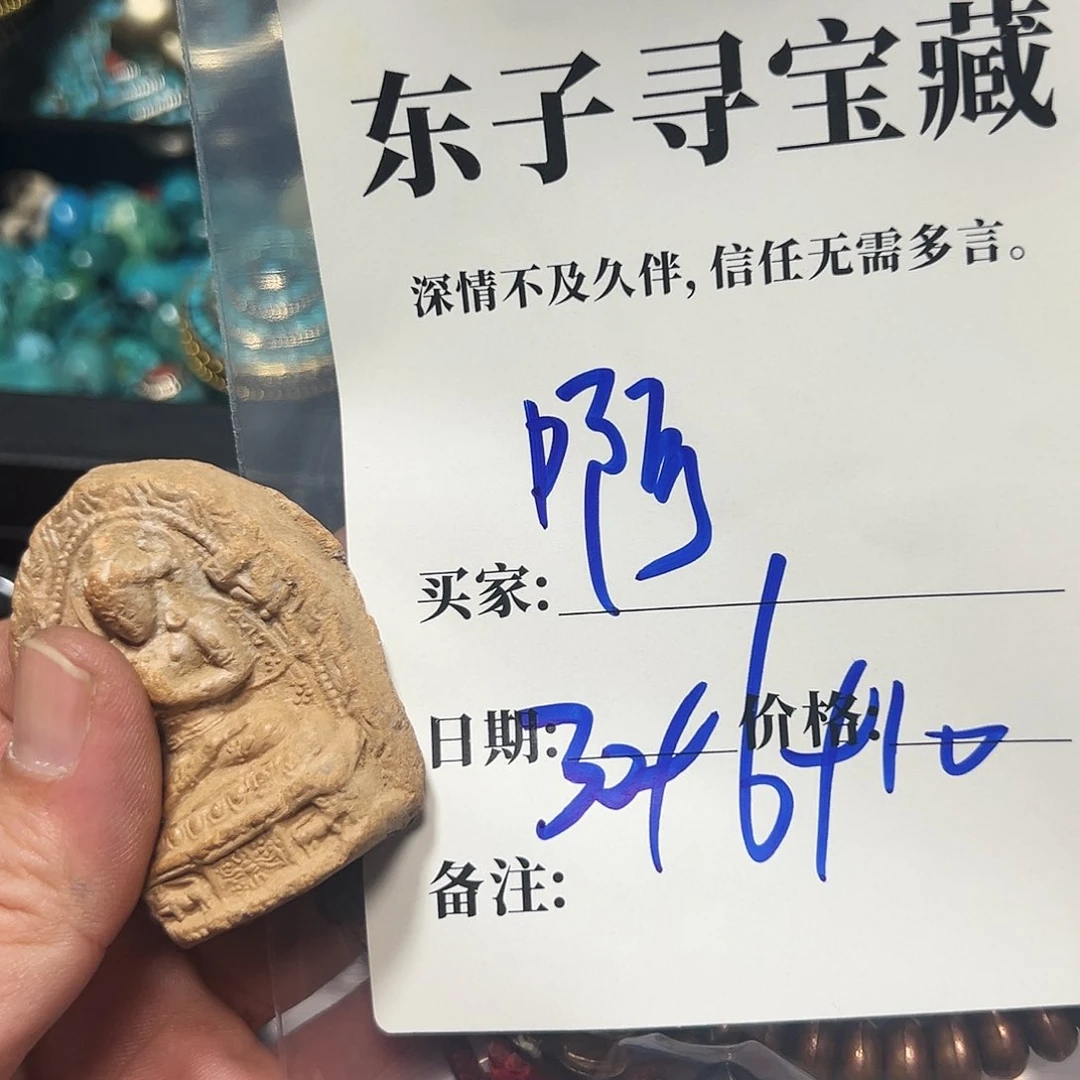 东子寻宝藏
深情不及久伴，信任无需多言。
买家: 啊
日期: 价格:
备注: